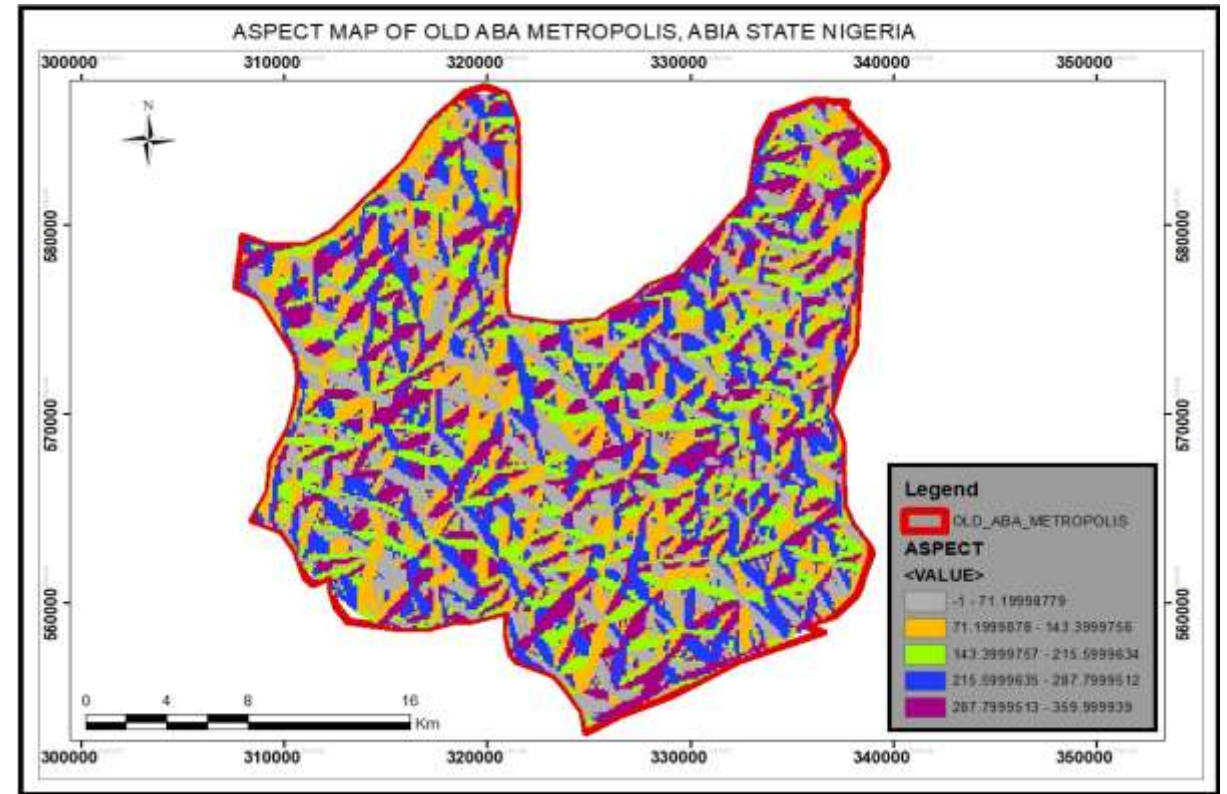 ASPECT MAP OF OLD ABA METROPOLIS, ABIA STATE NIGERIA
300000 310000 320000 330000 340000 350000
N
580000 580000
570000 570000
560000 560000
Legend
OLD_ABA_METROPOLIS
ASPECT
<VALUE>
-1 - 71.19998779
71.1999878 - 143.3999756
143.3999757 - 215.5999634
215.5999635 - 287.7999512
287.7999513 - 359.999939
0 4 8 16
Km
300000 310000 320000 330000 340000 350000